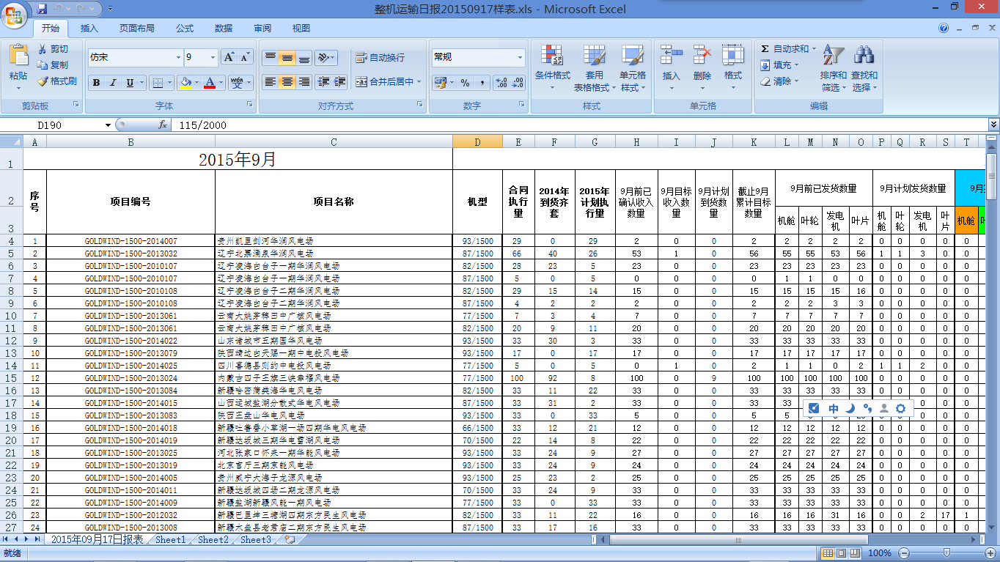 整机运输日报20150917样表.xls - Microsoft Excel
开始 插入 页面布局 公式 数据 审阅 视图
剪切
复制
格式刷
粘贴
剪贴板
仿宋 9
B I U
字体
自动换行
合并后居中
对齐方式
常规
数字
条件格式 套用表格格式 单元格样式
样式
插入 删除 格式
单元格
Σ 自动求和
填充
清除
排序和筛选 查找和选择
编辑
D190 fx 115/2000
A B C D E F G H I J K L M N O P Q R S T
1 2015年9月
2 序号 项目编号 项目名称 机型 合同执行量 2014年到货齐套 2015年计划执行量 9月前已确认收入数量 9月目标收入数量 9月计划到货数量 截止9月累计目标数量 9月前已发货数量 9月计划发货数量
3 机舱 叶轮 发电机 叶片 机舱 叶轮 发电机 叶片 机舱
4 1 GOLDWIND-1500-2014007 贵州凯里剑河华润风电场 93/1500 29 0 29 2 0 0 2 2 2 2 2 0 0 0 0 0
5 2 GOLDWIND-1500-2013032 辽宁北票涌泉华润风电场 87/1500 66 40 26 53 1 0 56 55 55 53 56 1 1 3 0 0
6 3 GOLDWIND-1500-2010107 辽宁凌海白台子一期华润风电场 82/1500 28 23 5 23 0 0 23 23 23 23 23 0 0 0 0 0
7 4 GOLDWIND-1500-2010107 辽宁凌海白台子一期华润风电场 87/1500 5 0 5 0 0 0 0 1 1 0 0 0 0 0 0 0
8 5 GOLDWIND-1500-2010108 辽宁凌海白台子二期华润风电场 82/1500 29 15 14 15 0 0 15 15 15 15 16 0 0 0 0 0
9 6 GOLDWIND-1500-2010108 辽宁凌海白台子二期华润风电场 87/1500 4 2 2 2 0 0 2 2 2 3 3 0 0 0 0 0
10 7 GOLDWIND-1500-2013061 云南大姚茅稗田中广核风电场 77/1500 7 3 4 7 0 0 7 7 7 7 7 0 0 0 0 0
11 8 GOLDWIND-1500-2013061 云南大姚茅稗田中广核风电场 82/1500 20 9 11 20 0 0 20 20 20 20 20 0 0 0 0 0
12 9 GOLDWIND-1500-2014022 山东诸城市五期国华风电场 93/1500 33 30 3 33 0 0 33 33 33 33 33 0 0 0 0 0
13 10 GOLDWIND-1500-2013079 陕西靖边白天赐一期中电投风电场 93/1500 17 0 17 17 0 0 17 17 17 17 17 0 0 0 0 0
14 11 GOLDWIND-1500-2014025 四川喜德县则约中电投风电场 77/1500 5 0 5 0 1 0 2 1 1 0 2 1 1 2 0 0
15 12 GOLDWIND-1500-2013024 内蒙古四子王旗三峡幸福风电场 77/1500 100 92 8 100 0 9 100 100 100 100 100 0 0 0 0 0
16 13 GOLDWIND-1500-2013084 新疆哈密蒲类海华电风电场 82/1500 33 11 22 33 0 0 33 33 33 33 33 0 0 0 0 0
17 14 GOLDWIND-1500-2014015 山西运城盐湖分散式华电风电场 87/1500 33 31 2 33 0 0 33 33 0 0
中
18 15 GOLDWIND-1500-2013083 陕西王盘山华电风电场 93/1500 33 0 33 5 0 0 5 5 0 0
19 16 GOLDWIND-1500-2014018 新疆吐鲁番小草湖一场四期华电风电场 66/1500 33 12 21 12 0 0 12 12 12 12 12 0 0 0 0 0
20 17 GOLDWIND-1500-2014019 新疆达坂城三期华电雪湖风电场 70/1500 22 14 8 22 0 0 22 22 22 22 22 0 0 0 0 0
21 18 GOLDWIND-1500-2013025 河北张家口怀来一期华能风电场 93/1500 33 24 9 27 0 0 27 27 27 27 27 0 0 0 0 0
22 19 GOLDWIND-1500-2013019 北京官厅三期京能风电场 93/1500 33 24 9 24 0 0 24 24 24 24 24 0 0 0 0 0
23 20 GOLDWIND-1500-2014005 贵州威宁大海子龙源风电场 93/1500 25 23 2 25 0 0 25 25 25 25 25 0 0 0 0 0
24 21 GOLDWIND-1500-2014011 新疆达坂城四场二期龙源风电场 70/1500 33 24 9 33 0 0 33 33 33 33 33 0 0 0 0 0
25 22 GOLDWIND-1500-2014009 新疆盐湖新疆风能一期风电场 77/1500 33 0 33 33 0 0 33 33 33 33 33 0 0 0 0 0
26 23 GOLDWIND-1500-2012032 新疆巴里坤三塘湖四期东方民生风电场 82/1500 33 11 22 16 0 0 16 16 16 31 16 0 0 2 17 1
27 24 GOLDWIND-1500-2013008 新疆木垒县老君庙二期东方民生风电场 87/1500 33 17 16 33 0 0 33 33 33 33 33 0 0 0 0 0
2015年09月17日报表 Sheet1 Sheet2 Sheet3
就绪 100%